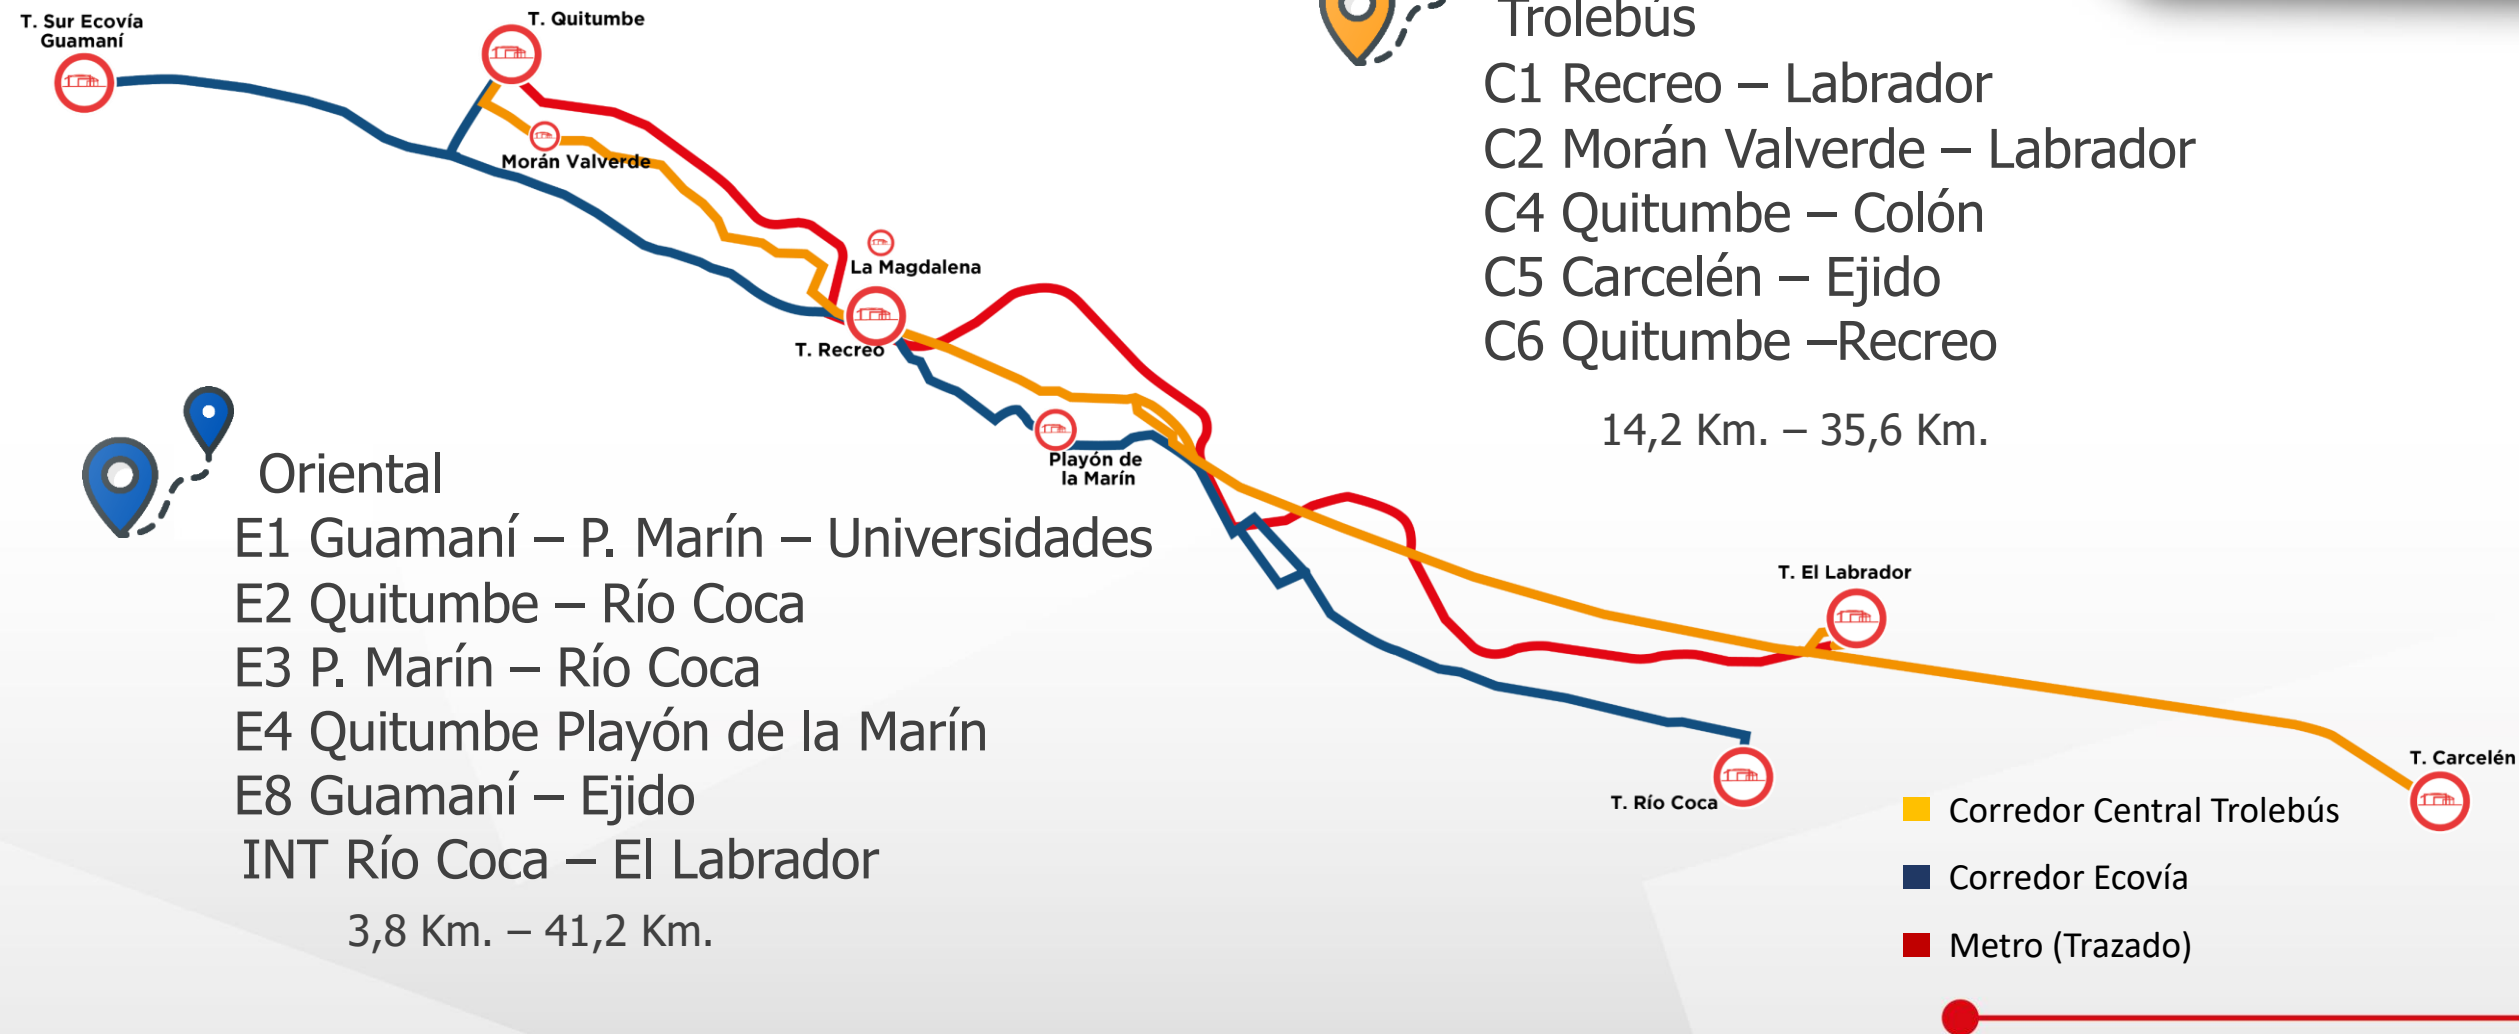 T. Sur Ecovía
Guamaní
T. Quitumbe
Morán Valverde
La Magdalena
T. Recreo
Playón de
la Marín
T. El Labrador
T. Río Coca
T. Carcelén
Trolebús
C1 Recreo – Labrador
C2 Morán Valverde – Labrador
C4 Quitumbe – Colón
C5 Carcelén – Ejido
C6 Quitumbe –Recreo
14,2 Km. – 35,6 Km.
Oriental
E1 Guamaní – P. Marín – Universidades
E2 Quitumbe – Río Coca
E3 P. Marín – Río Coca
E4 Quitumbe Playón de la Marín
E8 Guamaní – Ejido
INT Río Coca – El Labrador
3,8 Km. – 41,2 Km.
Corredor Central Trolebús
Corredor Ecovía
Metro (Trazado)